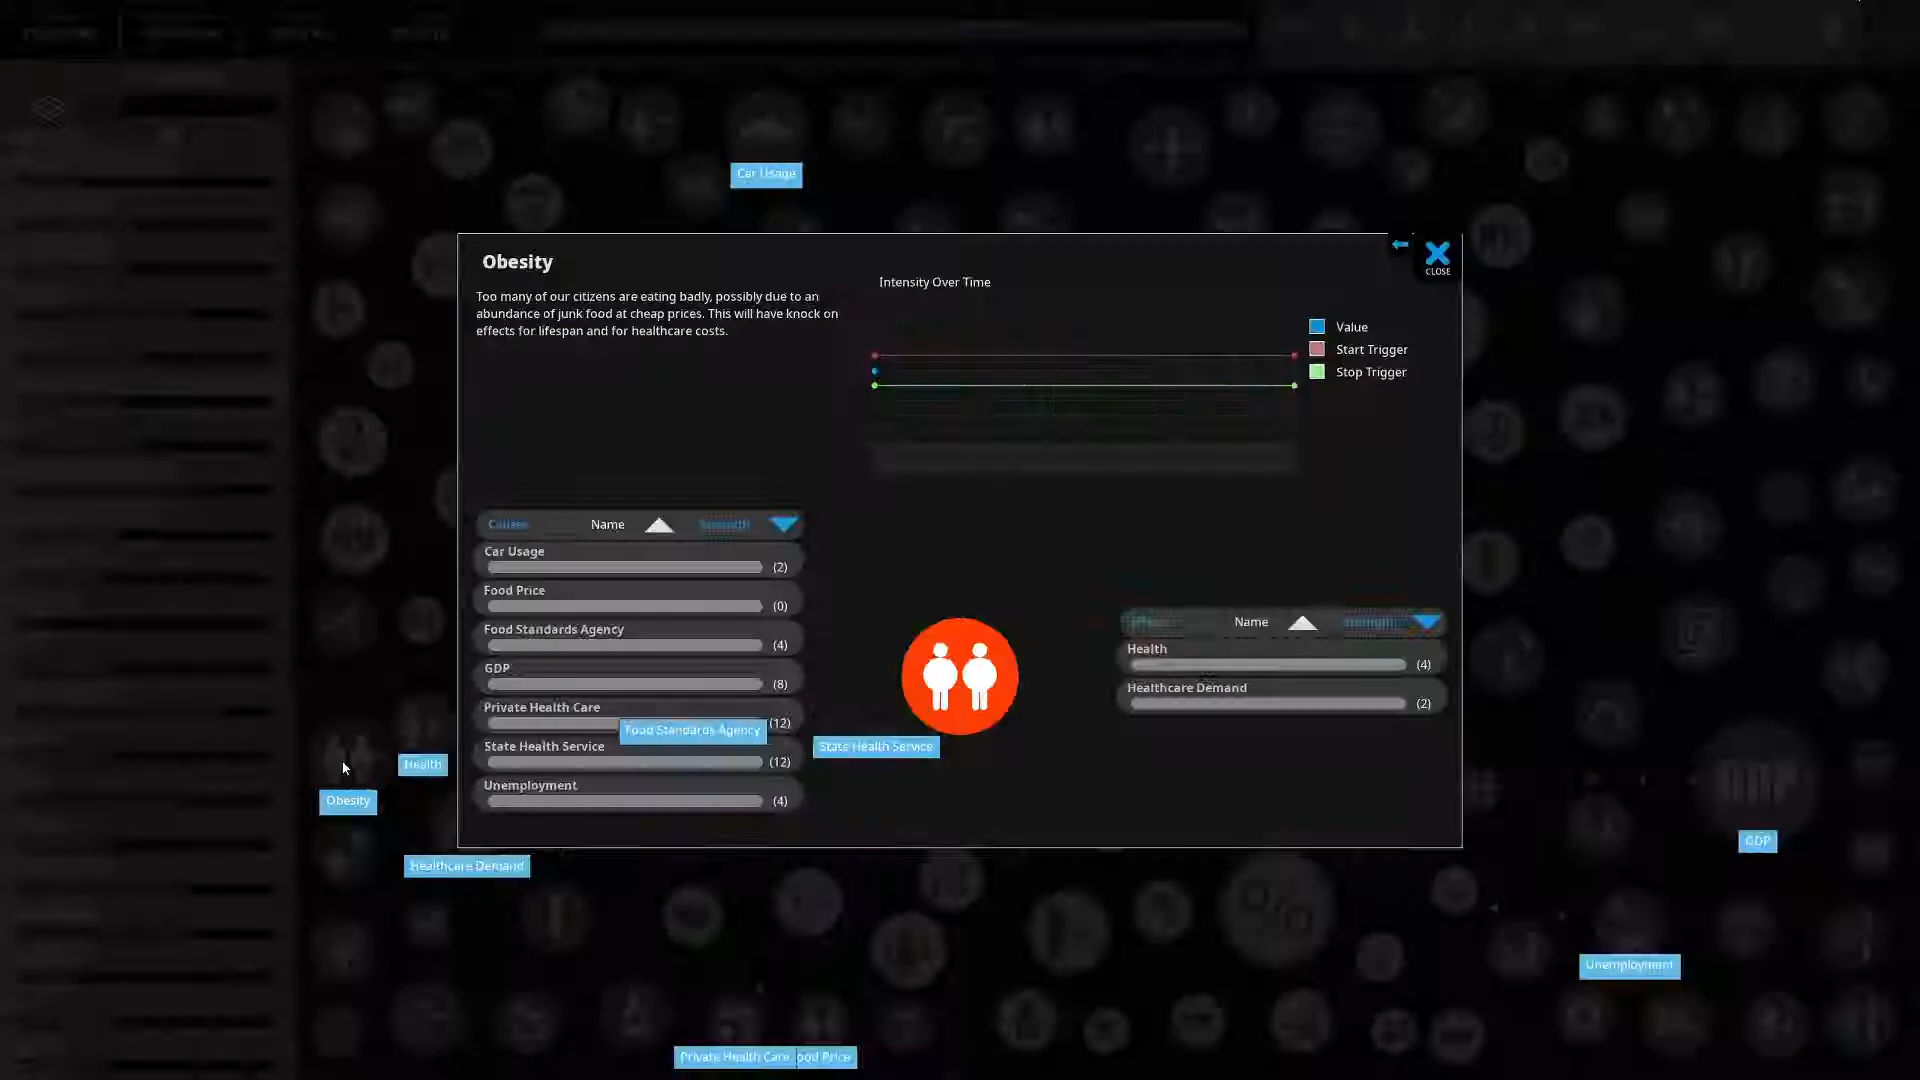 Car Usage
Obesity
CLOSE
Too many of our citizens are eating badly, possibly due to an
abundance of junk food at cheap prices. This will have knock on
effects for lifespan and for healthcare costs.
Intensity Over Time
Value
Start Trigger
Stop Trigger
Causes Name Strength
Car Usage
(2)
Food Price
(0)
Food Standards Agency
(4)
GDP
(8)
Private Health Care
(12)
State Health Service
(12)
Unemployment
(4)
Name
Health
(4)
Healthcare Demand
(2)
Food Standards Agency
State Health Service
Health
Obesity
Healthcare Demand
GDP
Unemployment
Private Health Care
ood Price